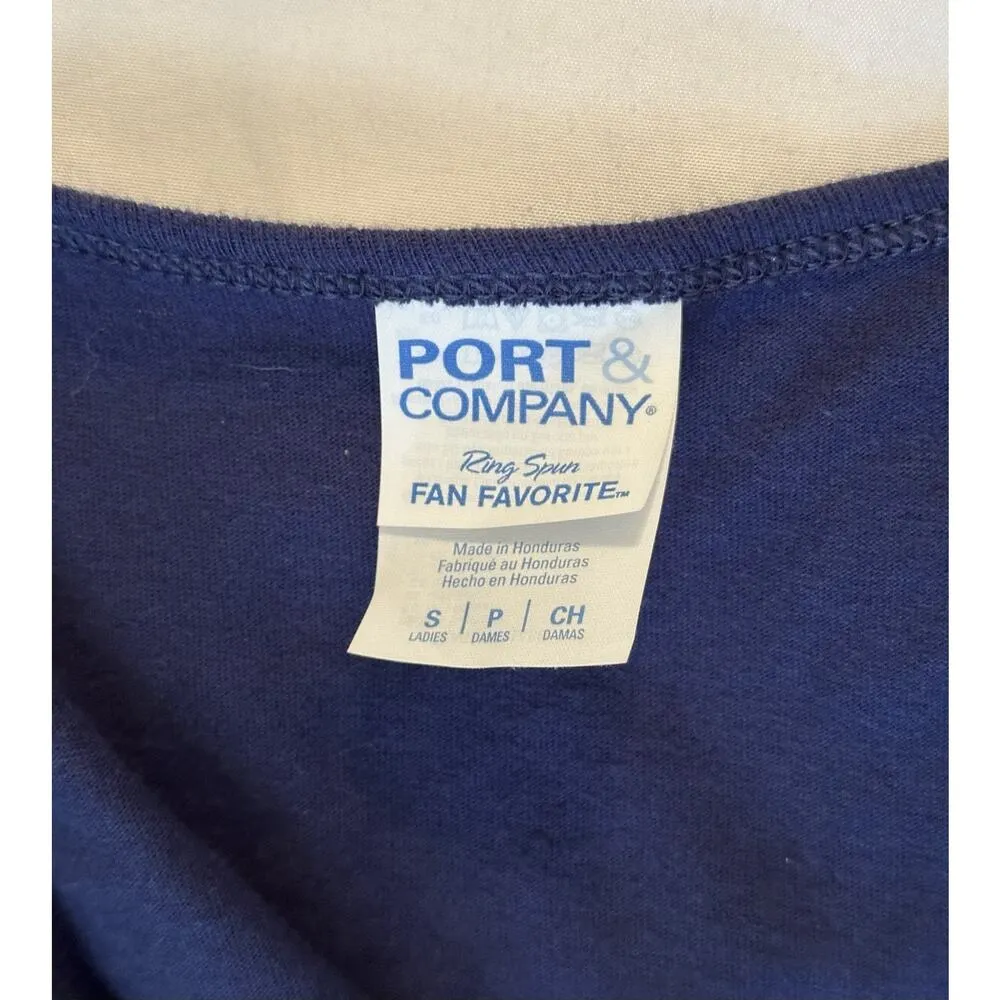 PORT &
COMPANY®
Ring Spun
FAN FAVORITE™
Made in Honduras
Fabriqué au Honduras
Hecho en Honduras
S | P | CH
LADIES DAMES DAMAS